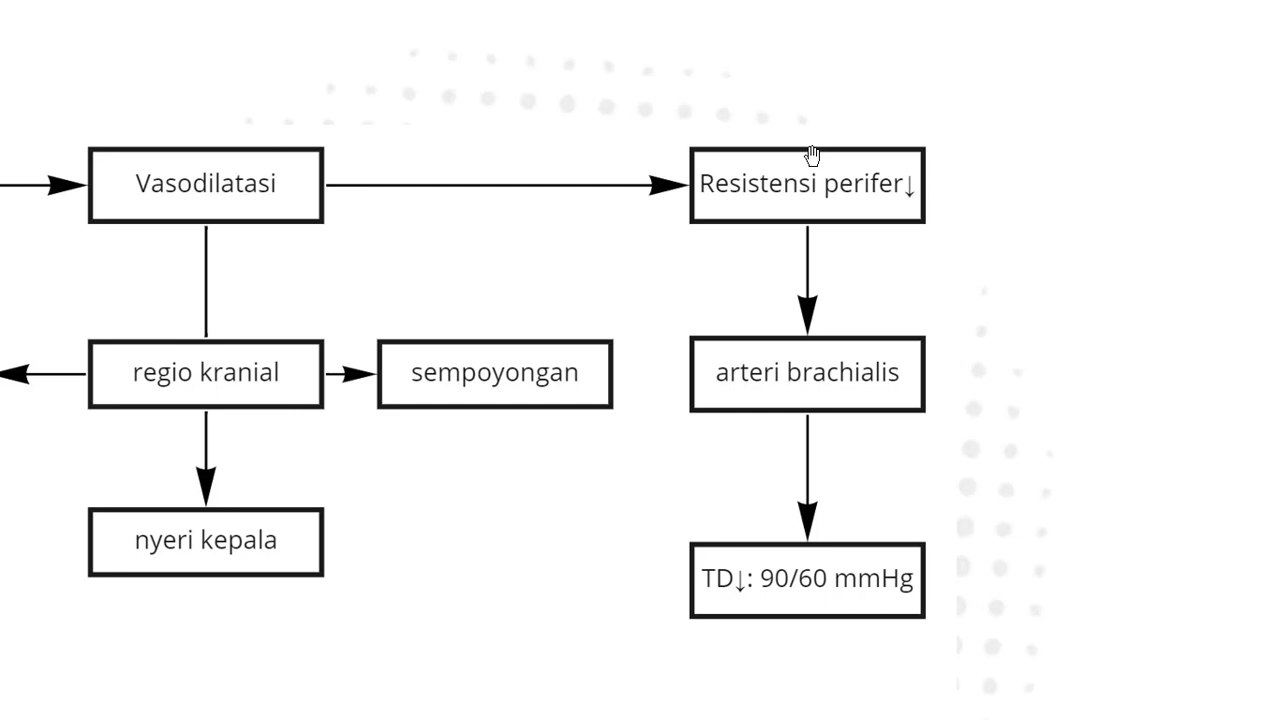 Vasodilatasi
Resistensi perifer↓
regio kranial
sempoyongan
arteri brachialis
nyeri kepala
TD↓: 90/60 mmHg